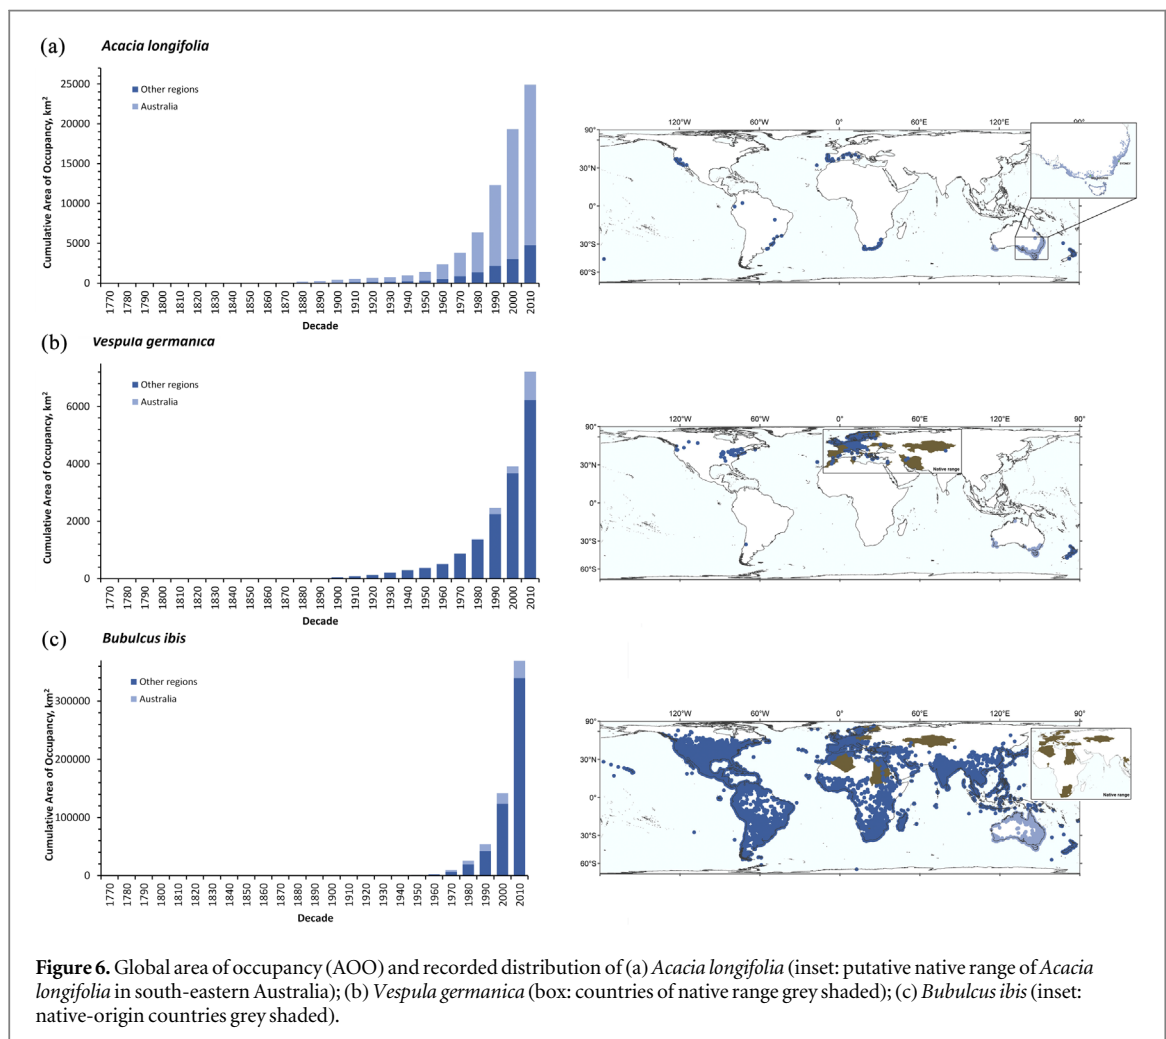 (a) Acacia longifolia
Cumulative Area of Occupancy, km²
25000
20000
15000
10000
5000
0
Other regions
Australia
1770 1780 1790 1820 1830 1840 1850 1860 1870 1880 1890 1900 1910 1920 1930 1940 1950 1960 1970 1980 1990 2000 2010
Decade
120°W 60°W 0° 60°E 120°E 90°
90°
30°N
0°
30°S
60°S
(b) Vespula germanica
Cumulative Area of Occupancy, km²
6000
4000
2000
0
Other regions
Australia
1770 1780 1790 1820 1830 1840 1850 1860 1870 1880 1890 1900 1910 1920 1930 1940 1950 1960 1970 1980 1990 2000 2010
Decade
120°W 60°W 0° 60°E 120°E 90°
90°
30°N
0°
30°S
60°S
Native range
(c) Bubulcus ibis
Cumulative Area of Occupancy, km²
300000
200000
100000
0
Other regions
Australia
1770 1780 1790 1820 1830 1840 1850 1860 1870 1880 1890 1900 1910 1920 1930 1940 1950 1960 1970 1980 1990 2000 2010
Decade
120°W 60°W 0° 60°E 120°E 90°
90°
30°N
0°
30°S
60°S
Native range
Figure 6. Global area of occupancy (AOO) and recorded distribution of (a) Acacia longifolia (inset: putative native range of Acacia
longifolia in south-eastern Australia); (b) Vespula germanica (box: countries of native range grey shaded); (c) Bubulcus ibis (inset:
native-origin countries grey shaded).